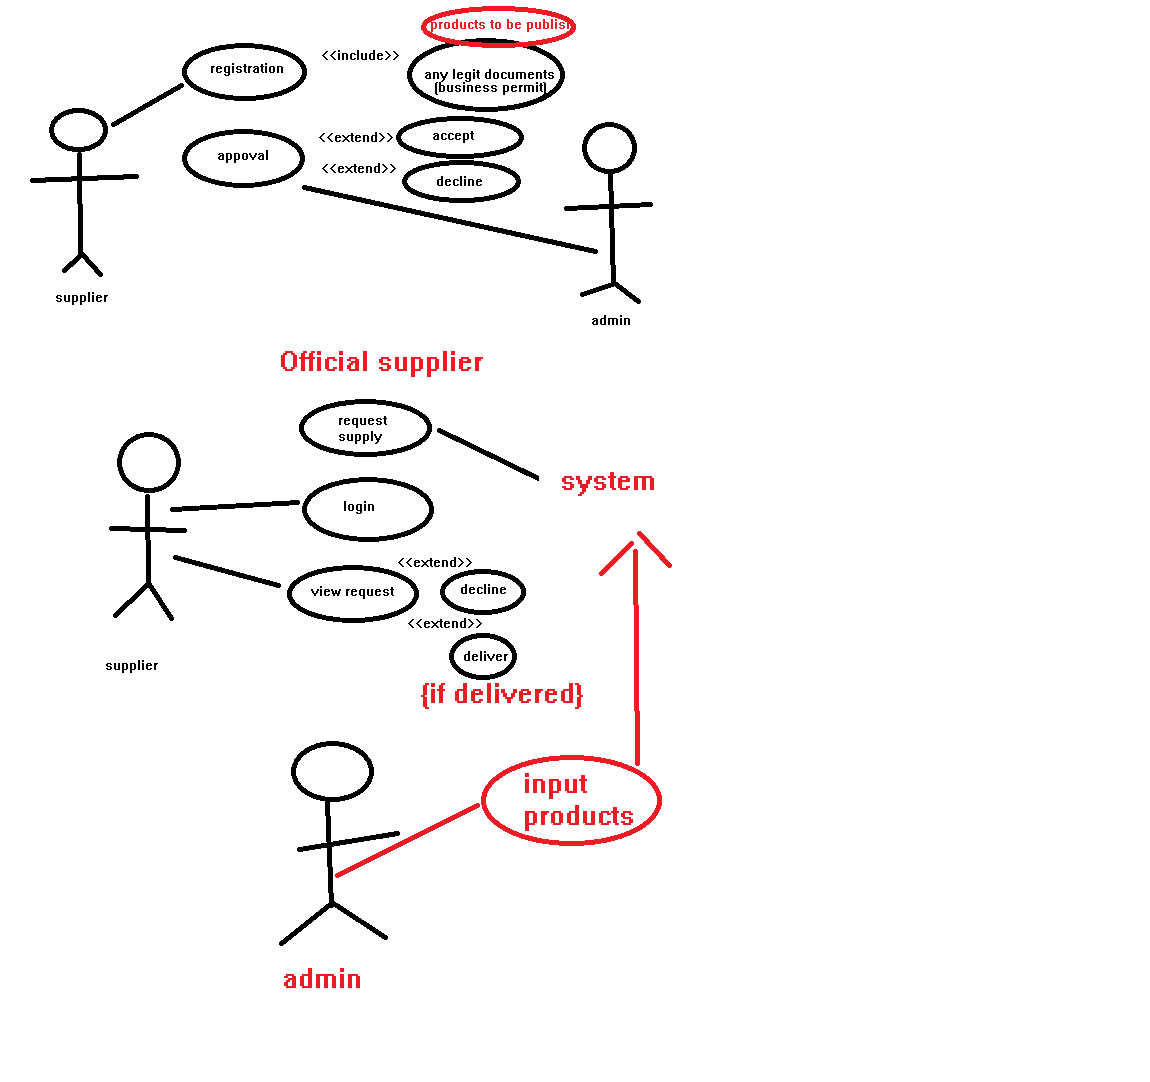 products to be publis
registration
<<include>>
any legit documents
(business permit)
<<extend>>
accept
appoval
<<extend>>
decline
supplier
admin
Official supplier
request
supply
system
login
<<extend>>
view request
decline
<<extend>>
deliver
supplier
{if delivered}
input
products
admin